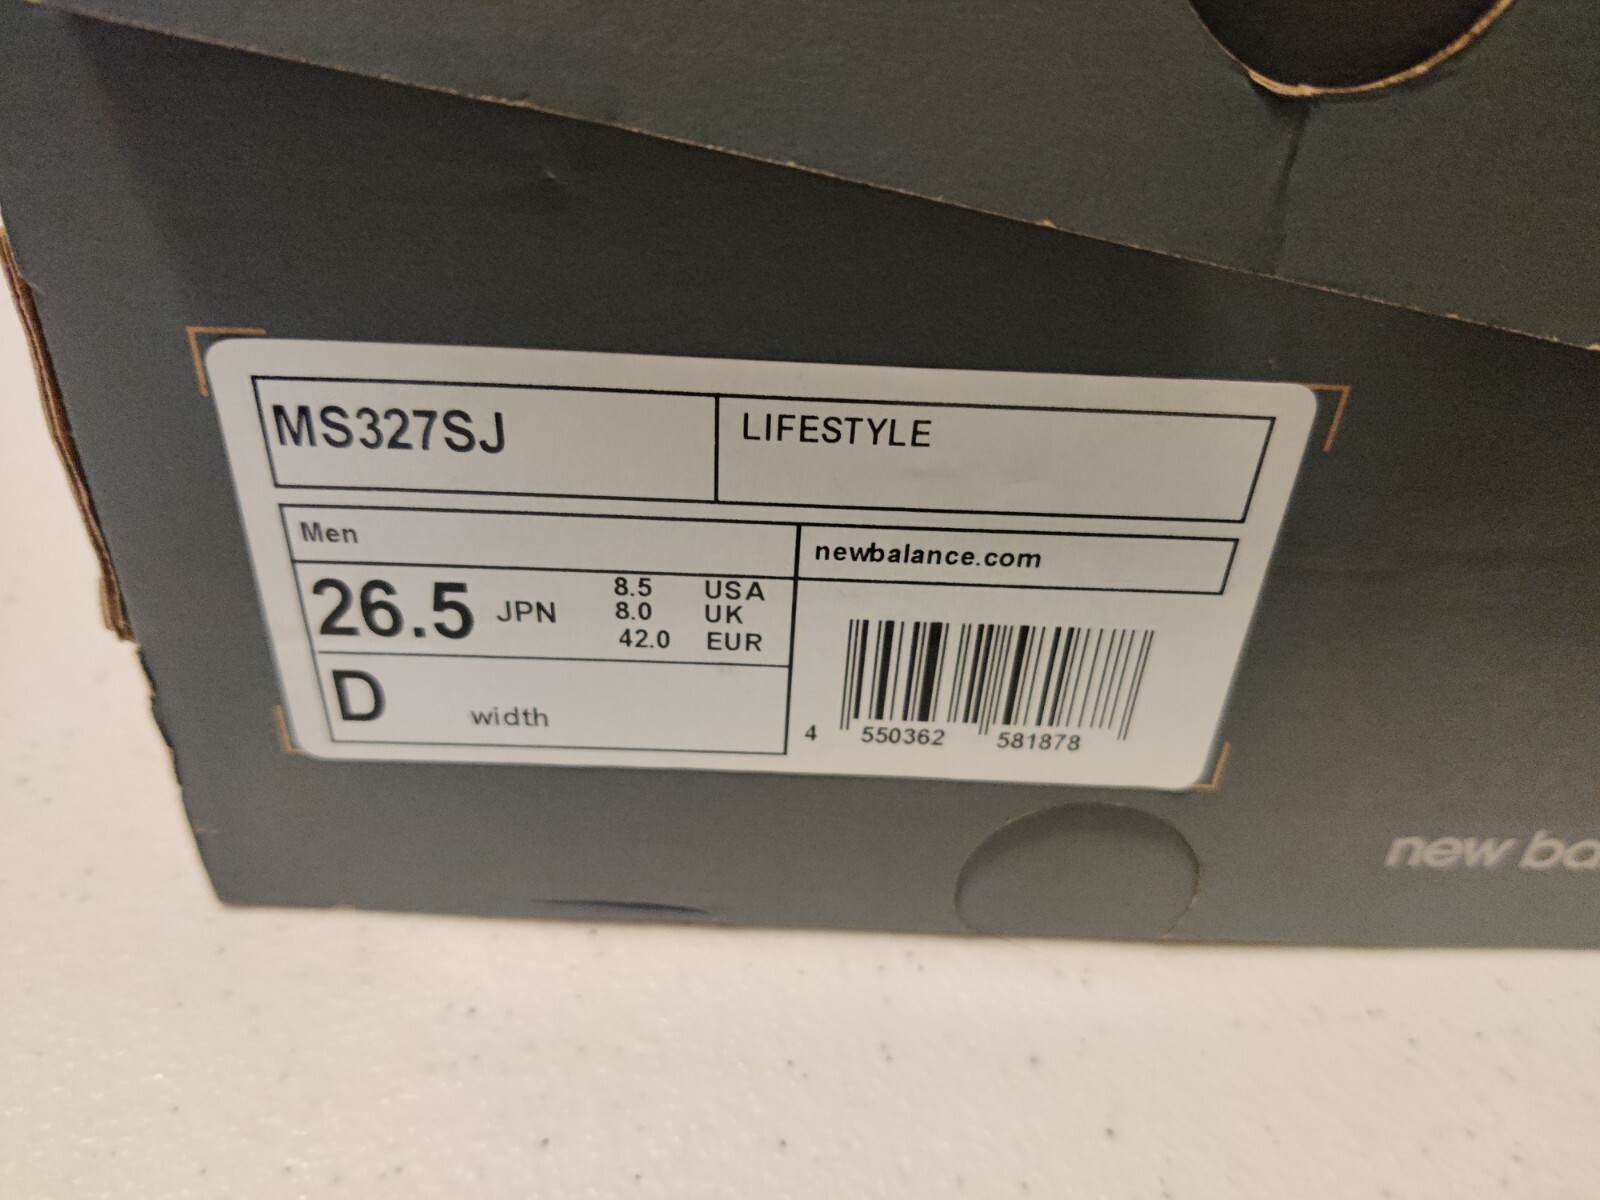 MS327SJ
LIFESTYLE
Men
newbalance.com
26.5 JPN
8.5 USA
8.0 UK
42.0 EUR
D width
4 550362 581878
new ba